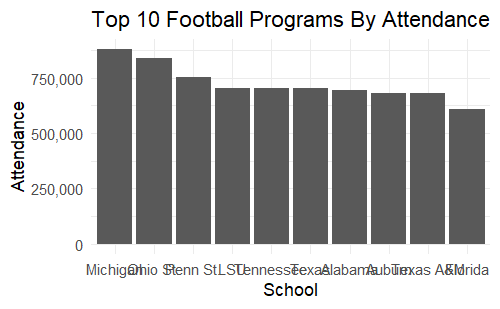 Top 10 Football Programs By Attendance
Attendance
750,000
500,000
250,000
0
Michigan Ohio St. Penn St. LSU Tennessee Texas Alabama Auburn Texas A&M Florida
School